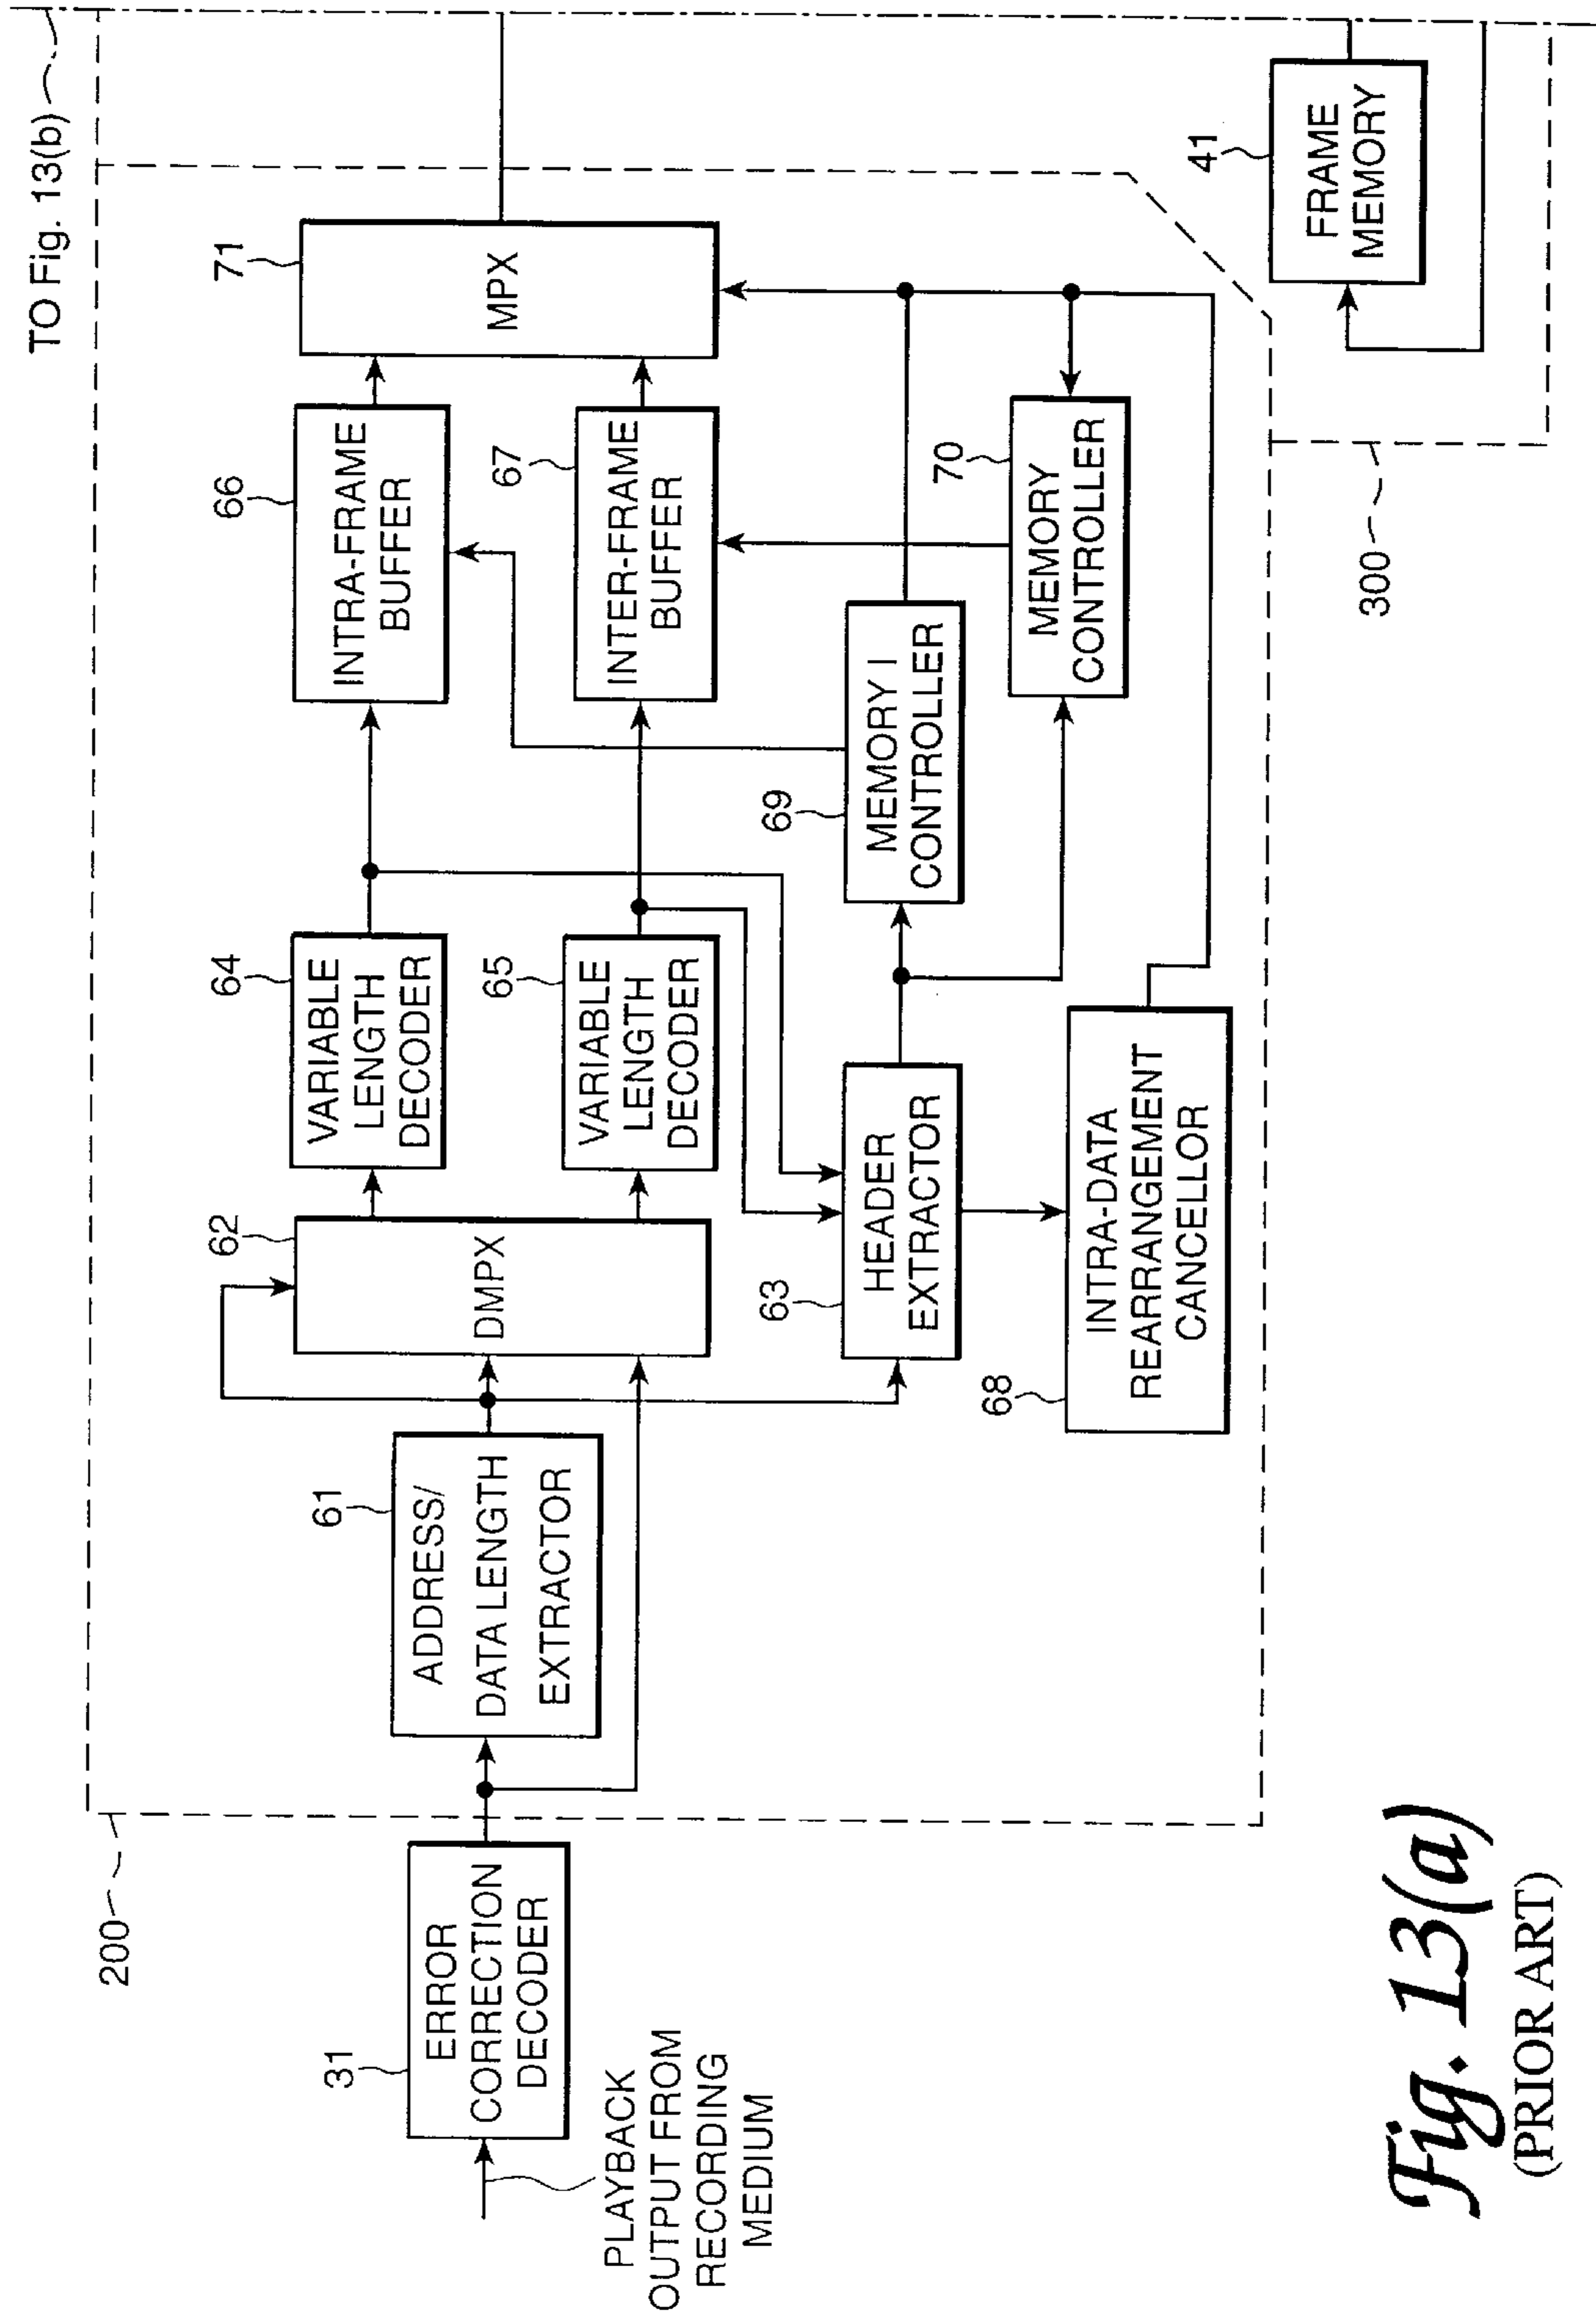 TO Fig. 13(b)
200
31
ERROR
CORRECTION
DECODER
PLAYBACK
OUTPUT FROM
RECORDING
MEDIUM
61
ADDRESS/
DATA LENGTH
EXTRACTOR
62
DMPX
64
VARIABLE
LENGTH
DECODER
65
VARIABLE
LENGTH
DECODER
66
INTRA-FRAME
BUFFER
67
INTER-FRAME
BUFFER
71
MPX
63
HEADER
EXTRACTOR
69
MEMORY I
CONTROLLER
70
MEMORY
CONTROLLER
68
INTRA-DATA
REARRANGEMENT
CANCELLOR
41
FRAME
MEMORY
300
Fig. 13(a)
(PRIOR ART)